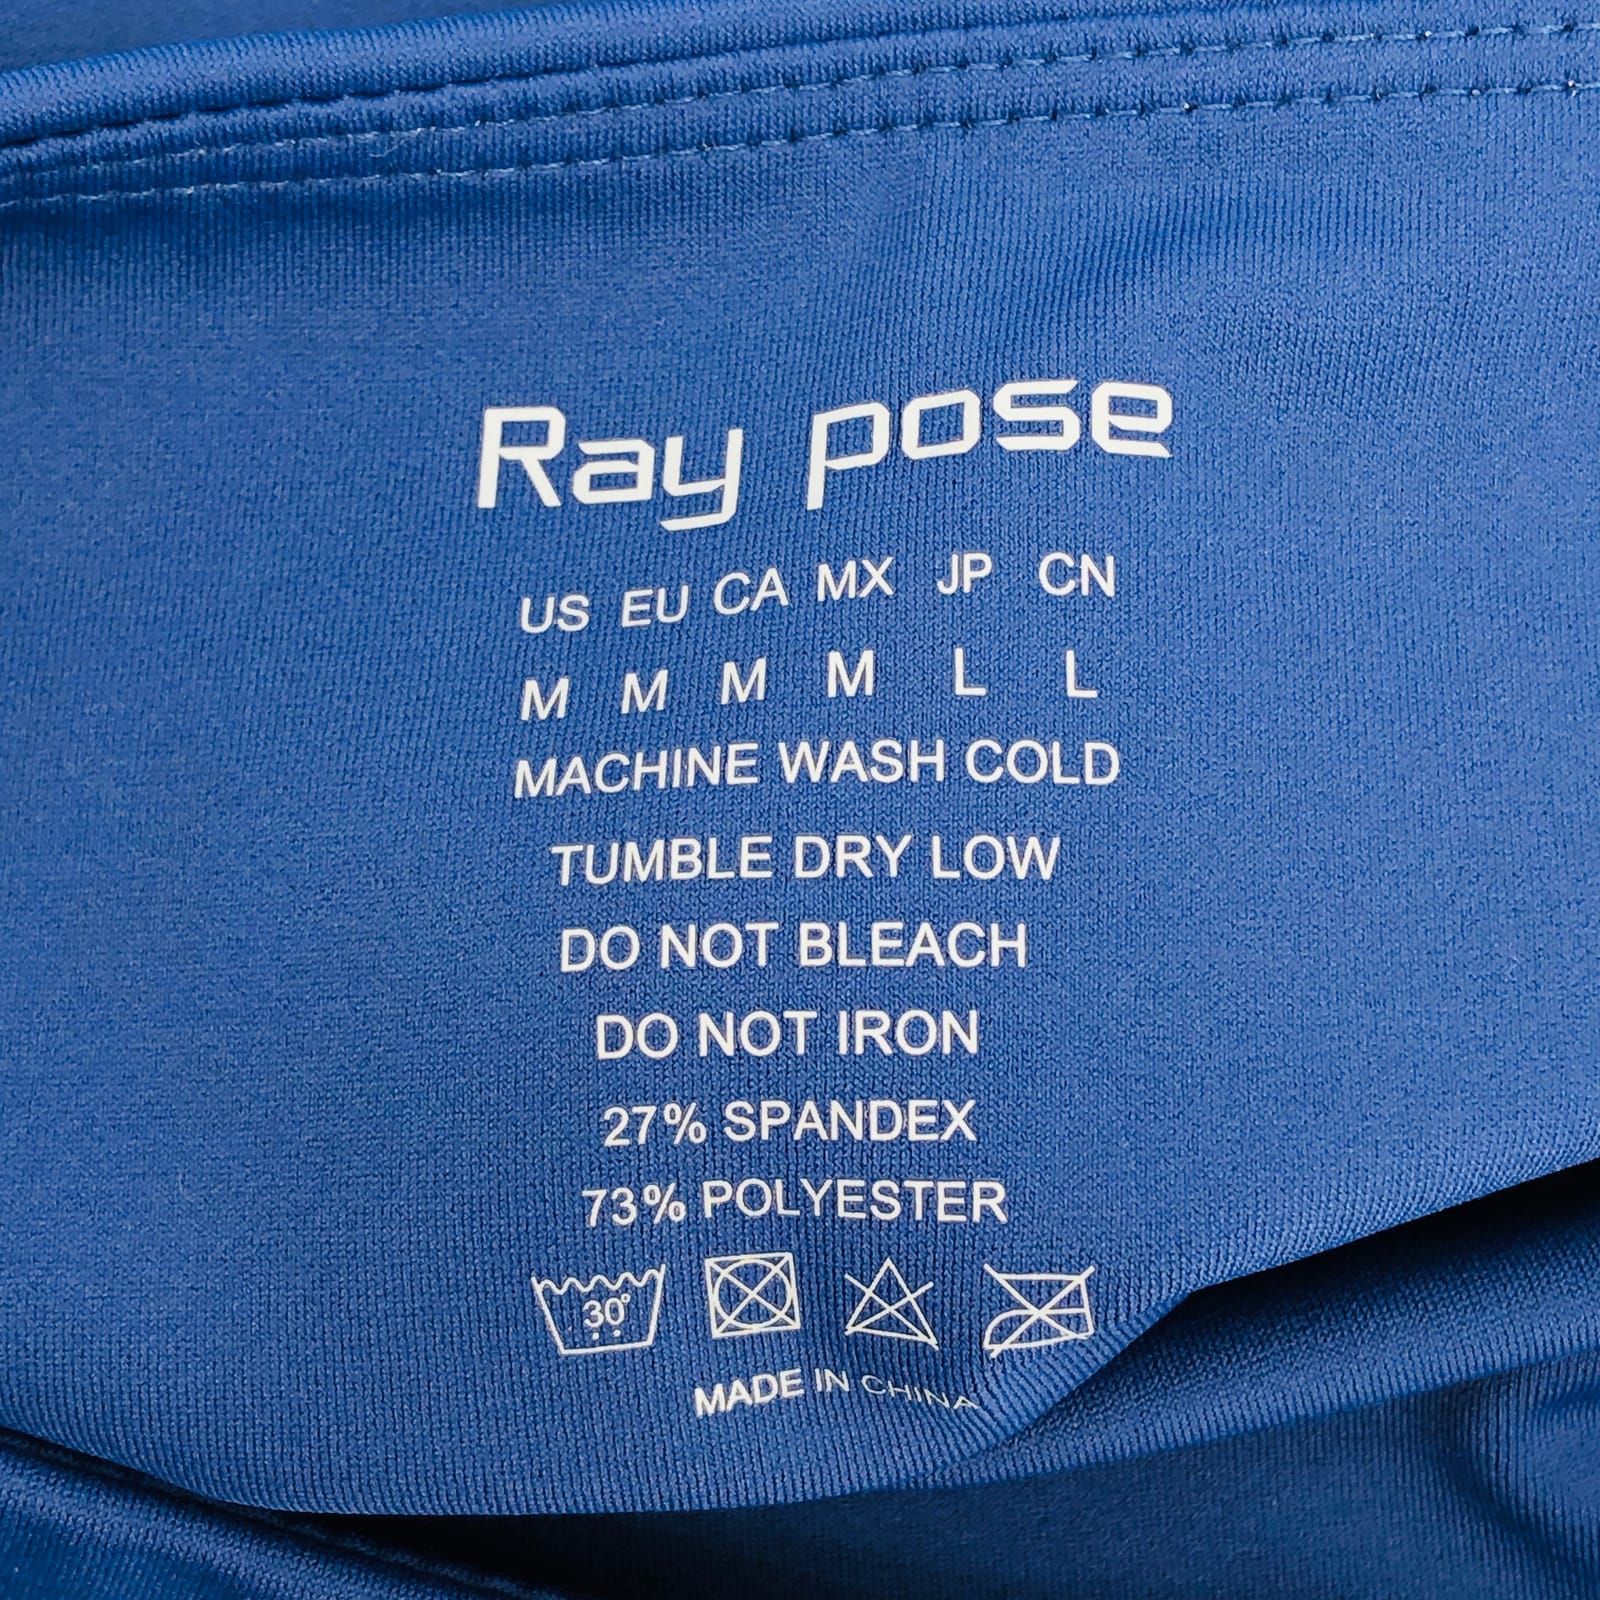 Ray pose
US EU CA MX JP CN
M M M M L L
MACHINE WASH COLD
TUMBLE DRY LOW
DO NOT BLEACH
DO NOT IRON
27% SPANDEX
73% POLYESTER
30°
MADE IN CHINA